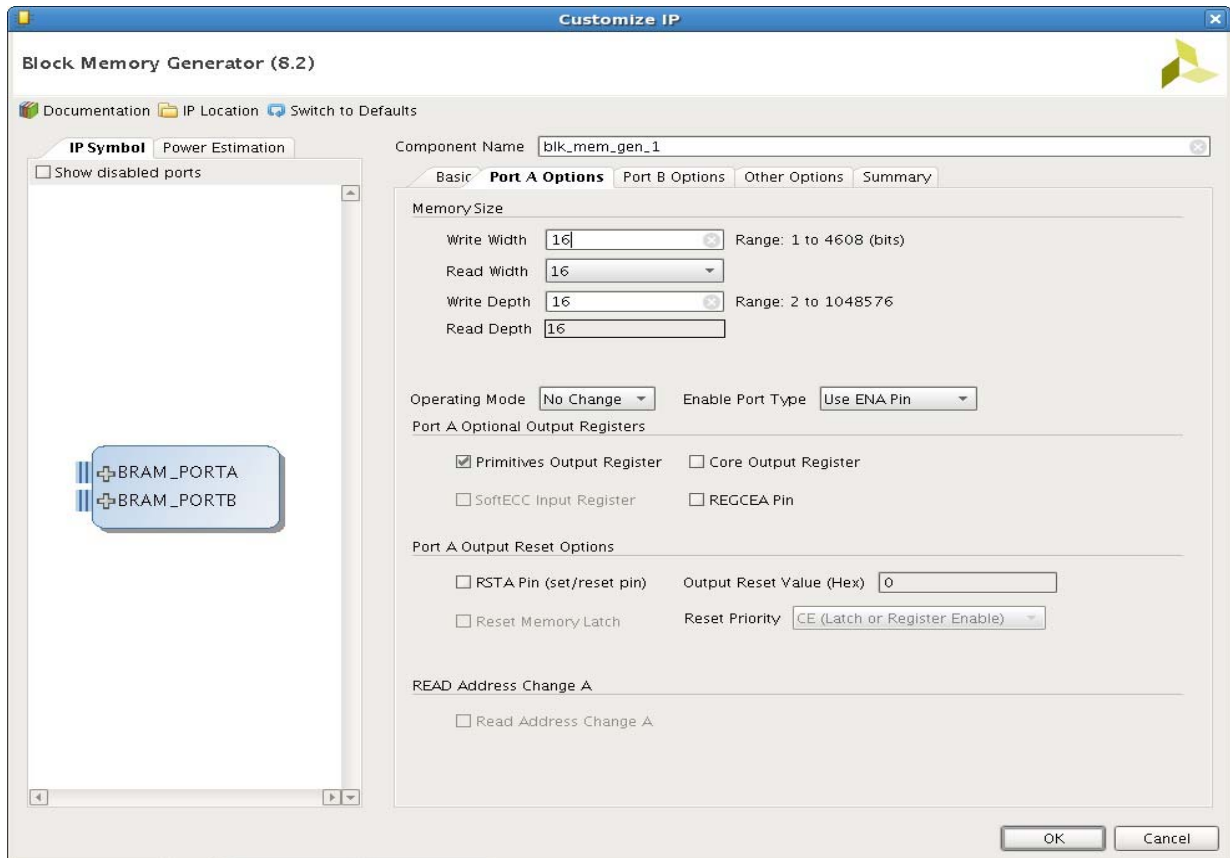 Customize IP
Block Memory Generator (8.2)
Documentation IP Location Switch to Defaults
IP Symbol Power Estimation
Show disabled ports
BRAM_PORTA
BRAM_PORTB
Component Name blk_mem_gen_1
Basic Port A Options Port B Options Other Options Summary
Memory Size
Write Width 16 Range: 1 to 4608 (bits)
Read Width 16
Write Depth 16 Range: 2 to 1048576
Read Depth 16
Operating Mode No Change Enable Port Type Use ENA Pin
Port A Optional Output Registers
Primitives Output Register Core Output Register
SoftECC Input Register REGCEA Pin
Port A Output Reset Options
RSTA Pin (set/reset pin) Output Reset Value (Hex) 0
Reset Memory Latch Reset Priority CE (Latch or Register Enable)
READ Address Change A
Read Address Change A
OK Cancel